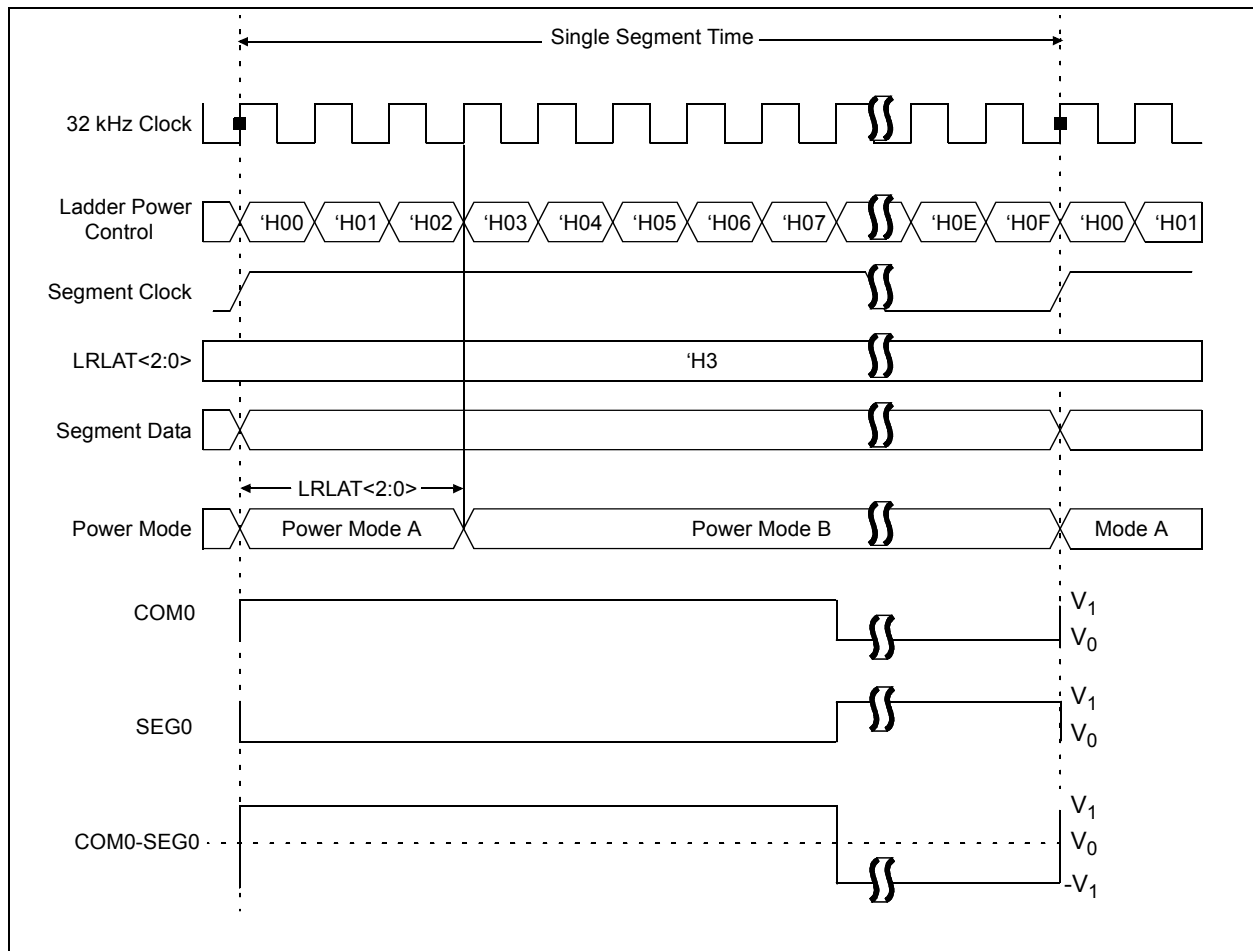 Single Segment Time
32 kHz Clock
Ladder Power
Control
‘H00 ‘H01 ‘H02 ‘H03 ‘H04 ‘H05 ‘H06 ‘H07 ‘H0E ‘H0F ‘H00 ‘H01
Segment Clock
LRLAT<2:0>
‘H3
Segment Data
LRLAT<2:0>
Power Mode
Power Mode A Power Mode B Mode A
COM0
V1
V0
SEG0
V1
V0
COM0-SEG0
V1
V0
-V1